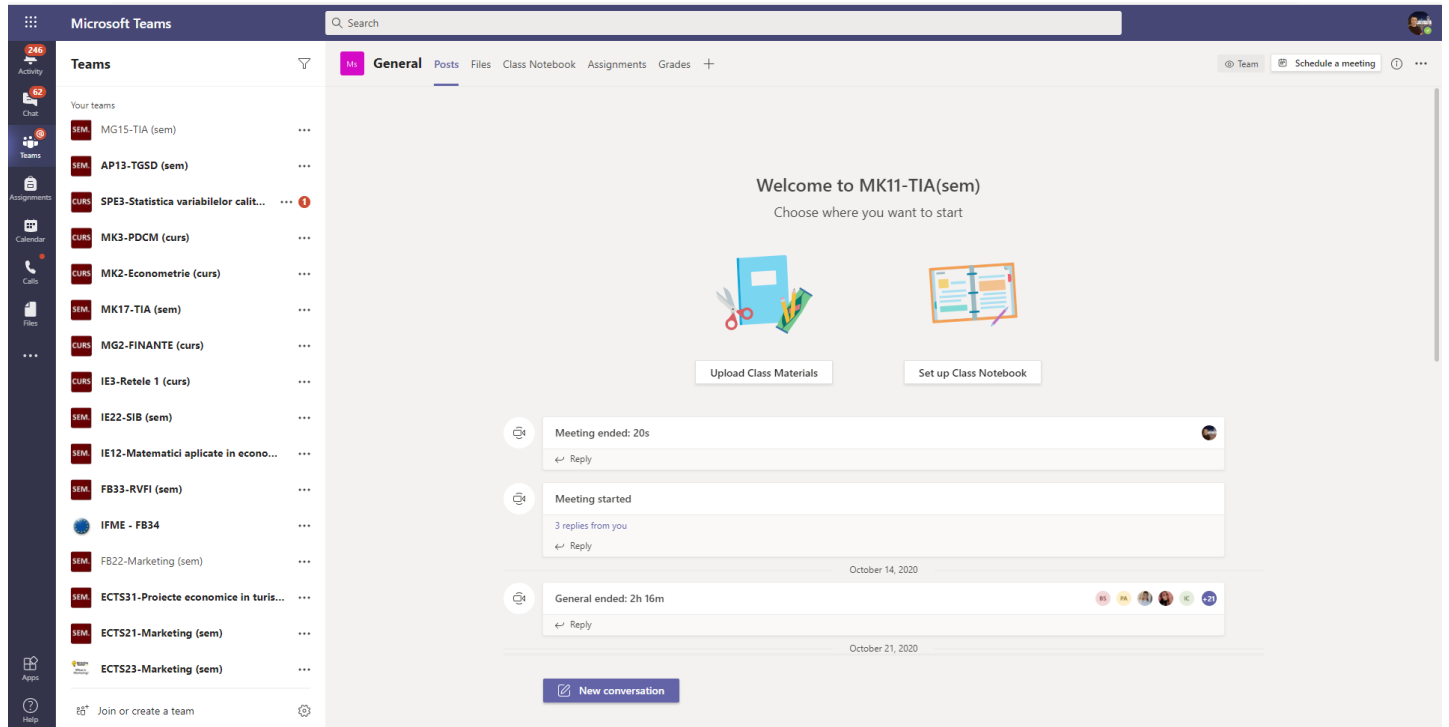 Microsoft Teams
Search
246
Activity
62
Chat
Teams
Assignments
Calendar
Calls
Files
Apps
Help
Teams
Your teams
SEM. MG15-TIA (sem)
SEM. AP13-TGSD (sem)
CURS SPE3-Statistica variabilelor calit... 1
CURS MK3-PDCM (curs)
CURS MK2-Econometrie (curs)
SEM. MK17-TIA (sem)
CURS MG2-FINANTE (curs)
CURS IE3-Retele 1 (curs)
SEM. IE22-SIB (sem)
SEM. IE12-Matematici aplicate in econo...
SEM. FB33-RVFI (sem)
IFME - FB34
SEM. FB22-Marketing (sem)
SEM. ECTS31-Proiecte economice in turis...
SEM. ECTS21-Marketing (sem)
ECTS23-Marketing (sem)
Join or create a team
Ms General Posts Files Class Notebook Assignments Grades
Team Schedule a meeting
Welcome to MK11-TIA(sem)
Choose where you want to start
Upload Class Materials Set up Class Notebook
Meeting ended: 20s
Reply
Meeting started
3 replies from you
Reply
October 14, 2020
General ended: 2h 16m BS PA IC +21
Reply
October 21, 2020
New conversation